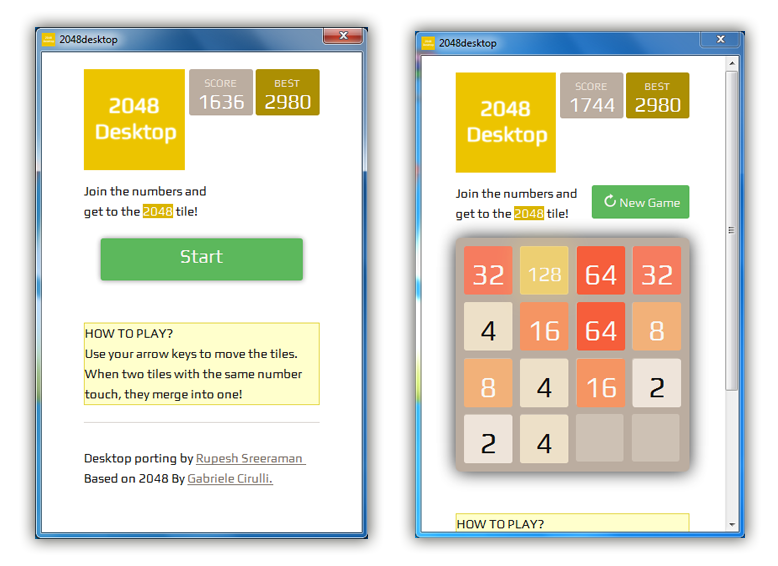 2048desktop
2048
Desktop
SCORE
1636
BEST
2980
Join the numbers and
get to the 2048 tile!
Start
HOW TO PLAY?
Use your arrow keys to move the tiles.
When two tiles with the same number
touch, they merge into one!
Desktop porting by Rupesh Sreeraman
Based on 2048 By Gabriele Cirulli.
2048desktop
2048
Desktop
SCORE
1744
BEST
2980
Join the numbers and
get to the 2048 tile!
New Game
32 128 64 32
4 16 64 8
8 4 16 2
2 4
HOW TO PLAY?